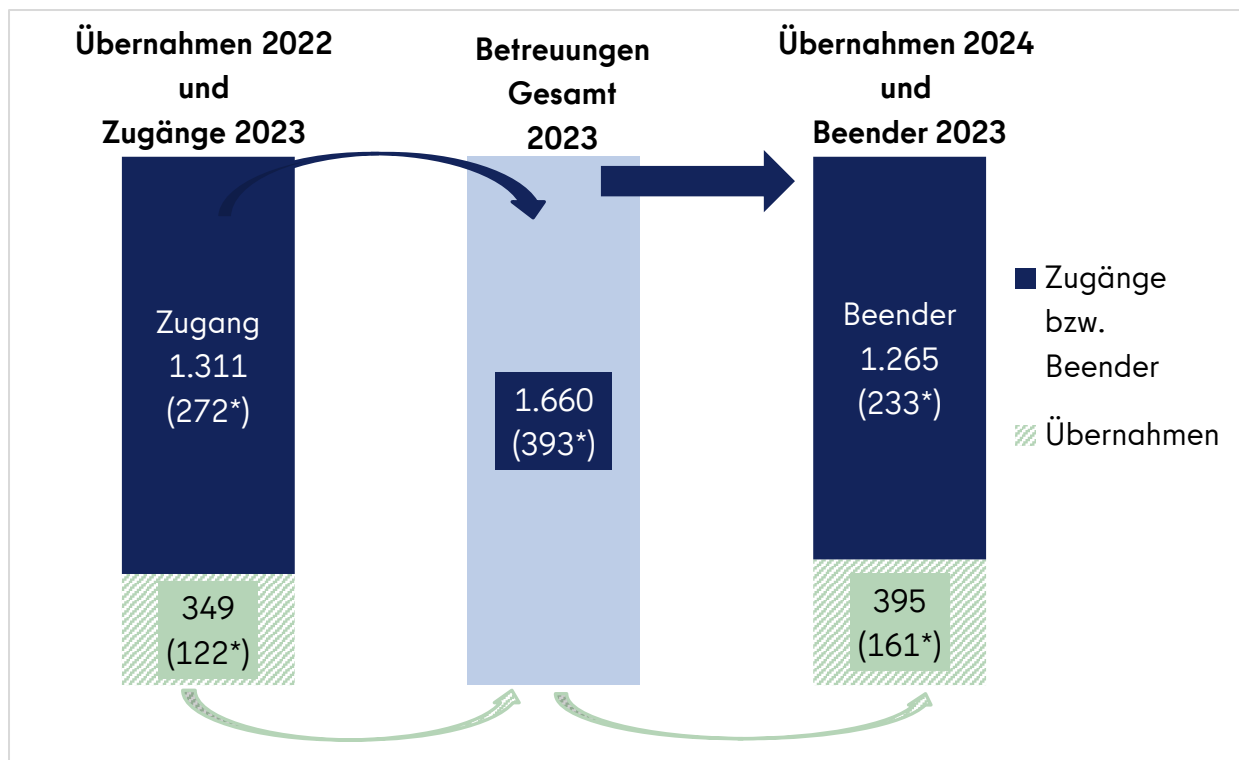 Übernahmen 2022
und
Zugänge 2023
Betreuungen
Gesamt
2023
Übernahmen 2024
und
Beender 2023
Zugang
1.311
(272*)
349
(122*)
1.660
(393*)
Beender
1.265
(233*)
395
(161*)
Zugänge
bzw.
Beender
Übernahmen